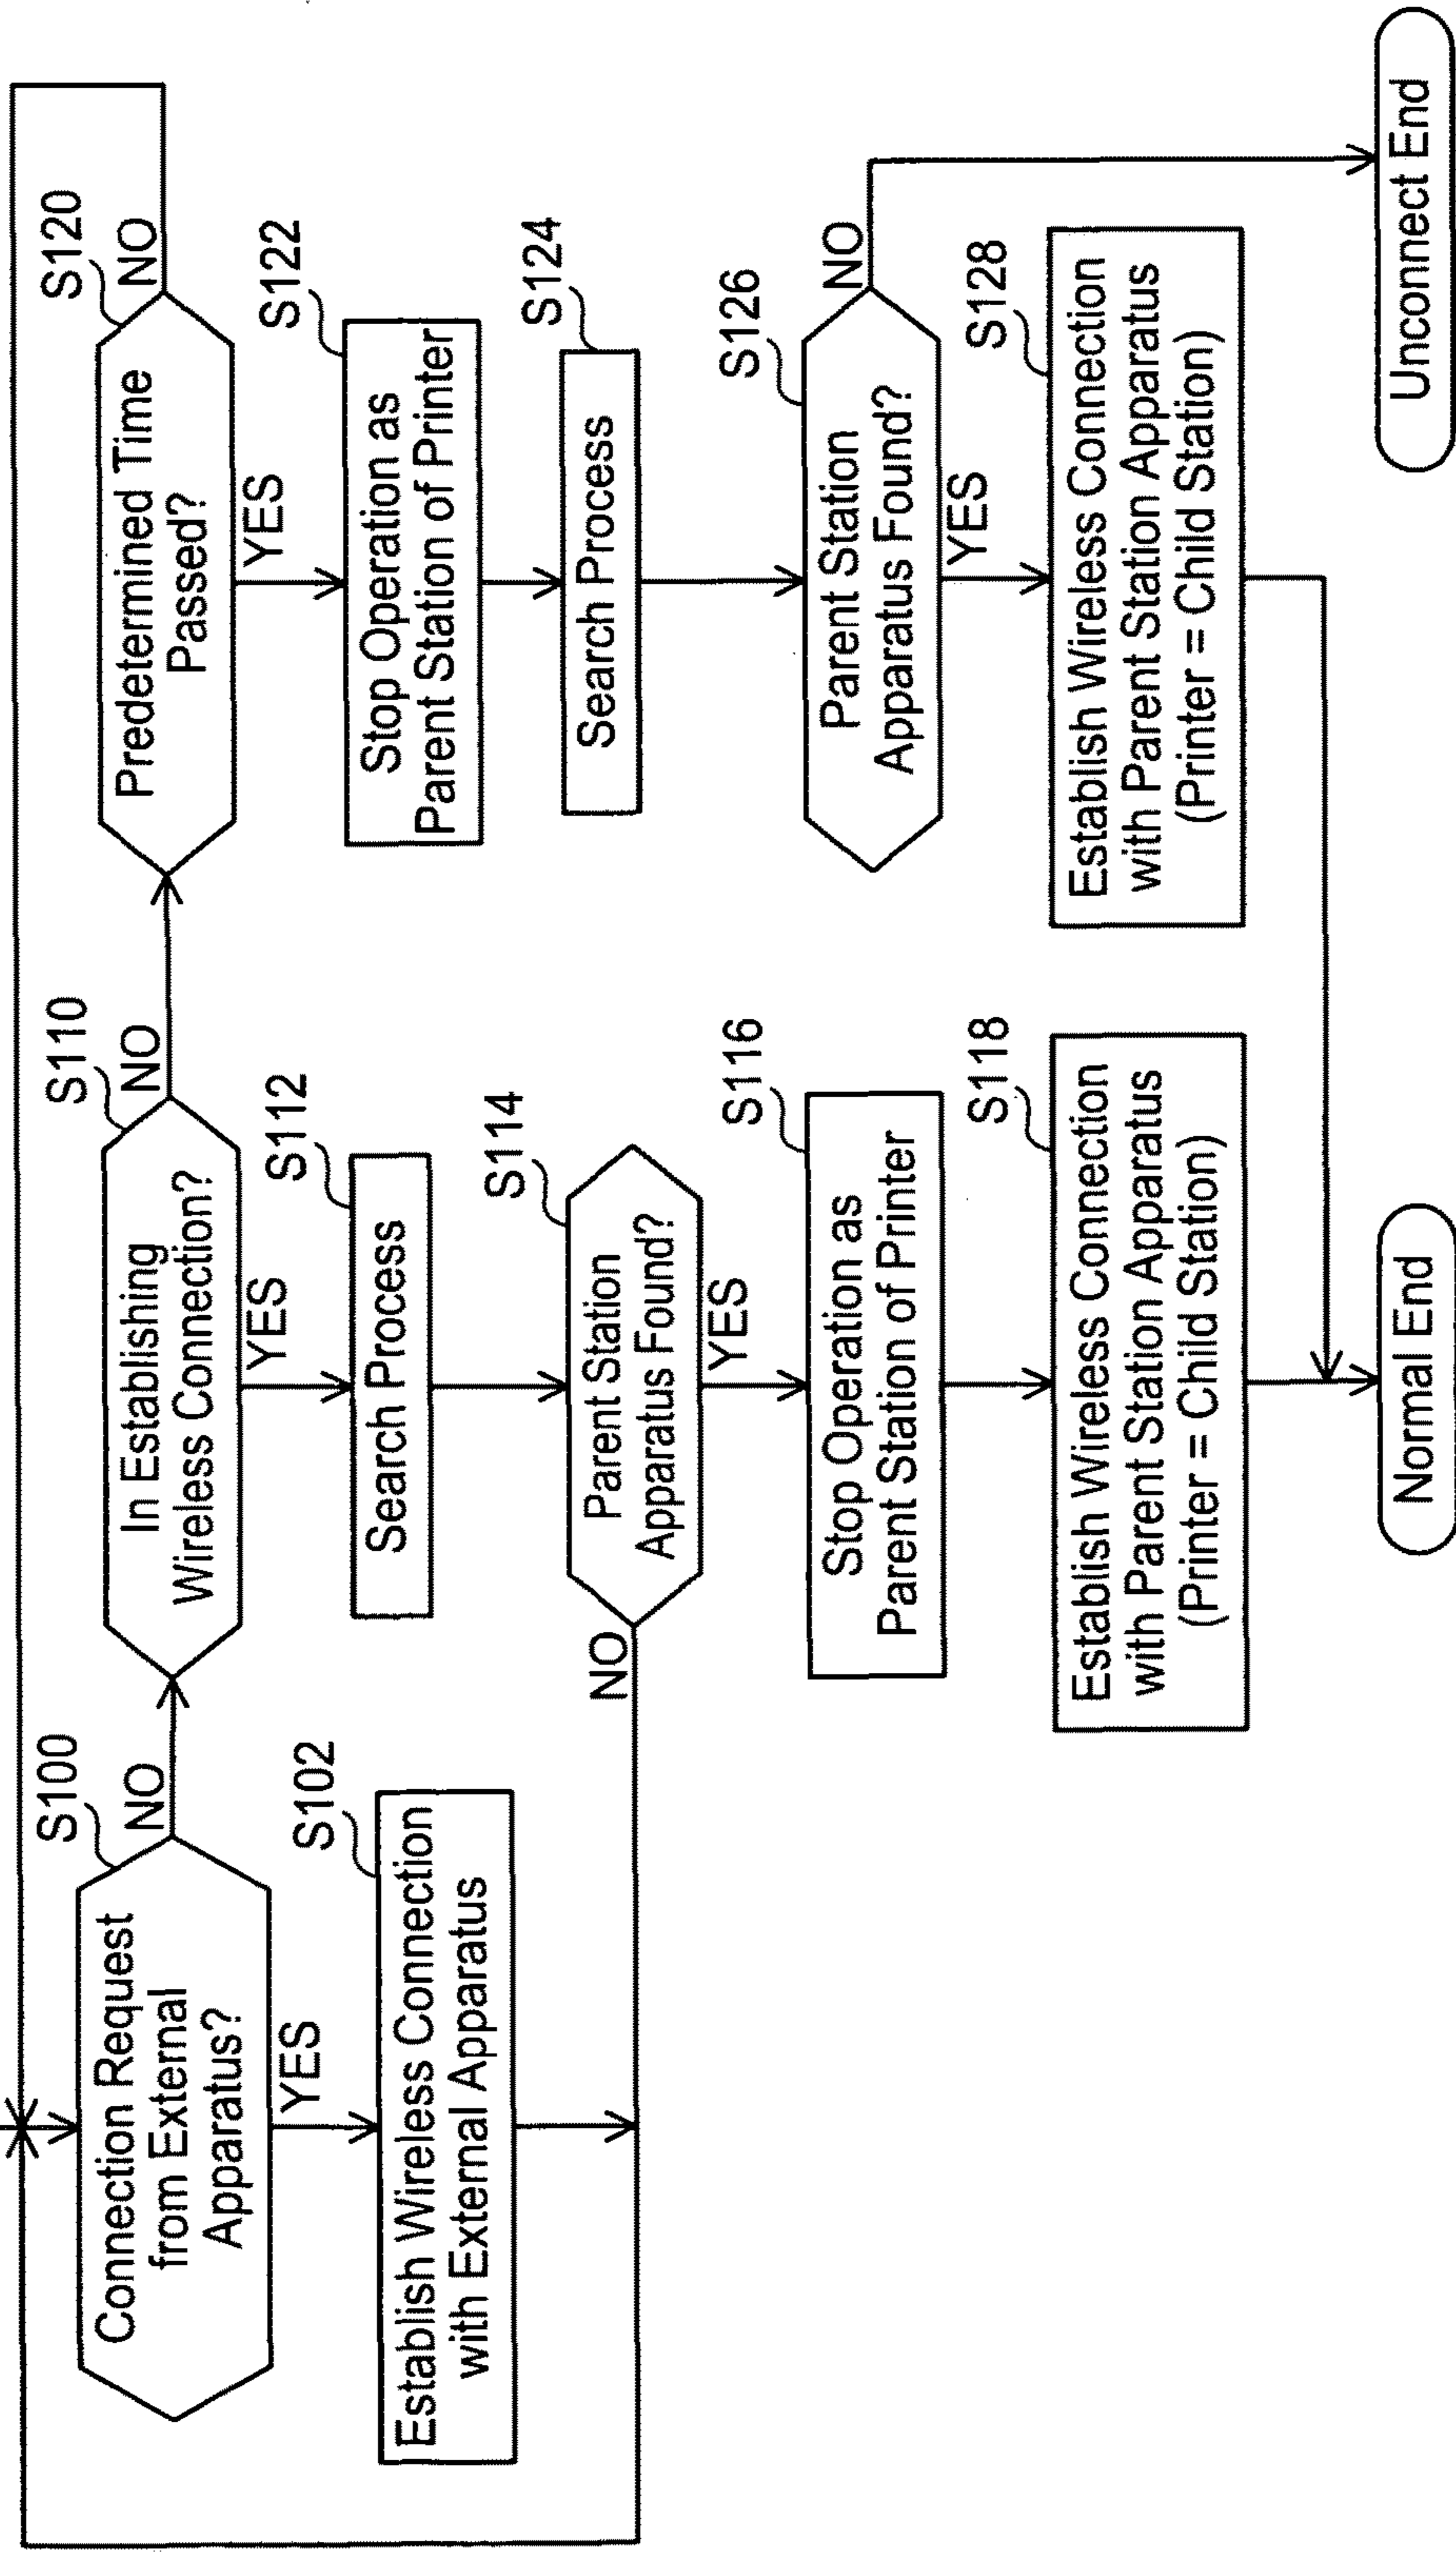 S100
Connection Request
from External
Apparatus?
NO
YES
S102
Establish Wireless Connection
with External Apparatus
S110
In Establishing
Wireless Connection?
NO
YES
S112
Search Process
S114
Parent Station
Apparatus Found?
NO
YES
S116
Stop Operation as
Parent Station of Printer
S118
Establish Wireless Connection
with Parent Station Apparatus
(Printer = Child Station)
Normal End
S120
Predetermined Time
Passed?
NO
YES
S122
Stop Operation as
Parent Station of Printer
S124
Search Process
S126
Parent Station
Apparatus Found?
NO
YES
S128
Establish Wireless Connection
with Parent Station Apparatus
(Printer = Child Station)
Unconnect End